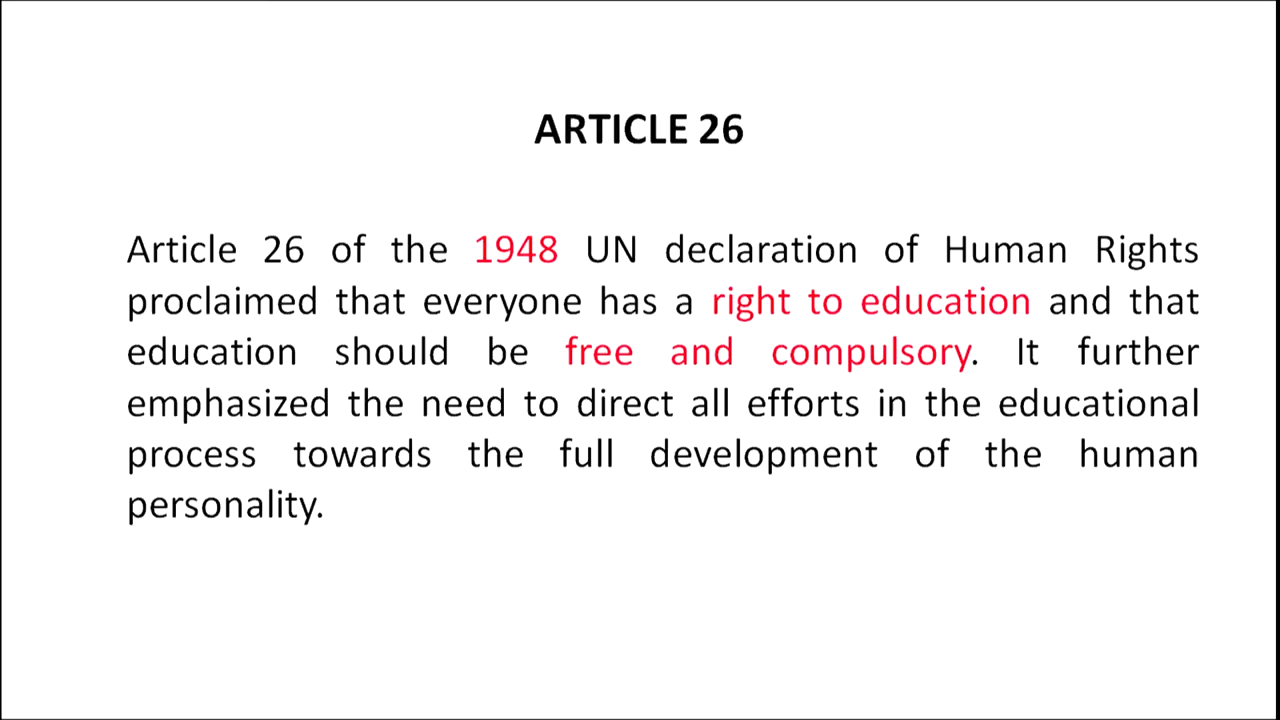 ARTICLE 26
Article 26 of the 1948 UN declaration of Human Rights
proclaimed that everyone has a right to education and that
education should be free and compulsory. It further
emphasized the need to direct all efforts in the educational
process towards the full development of the human
personality.